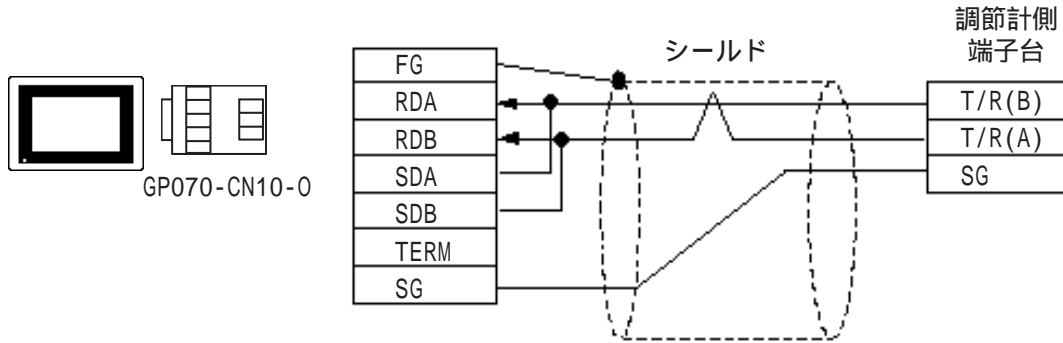 GP070-CN10-O
FG
RDA
RDB
SDA
SDB
TERM
SG
シールド
調節計側
端子台
T/R(B)
T/R(A)
SG